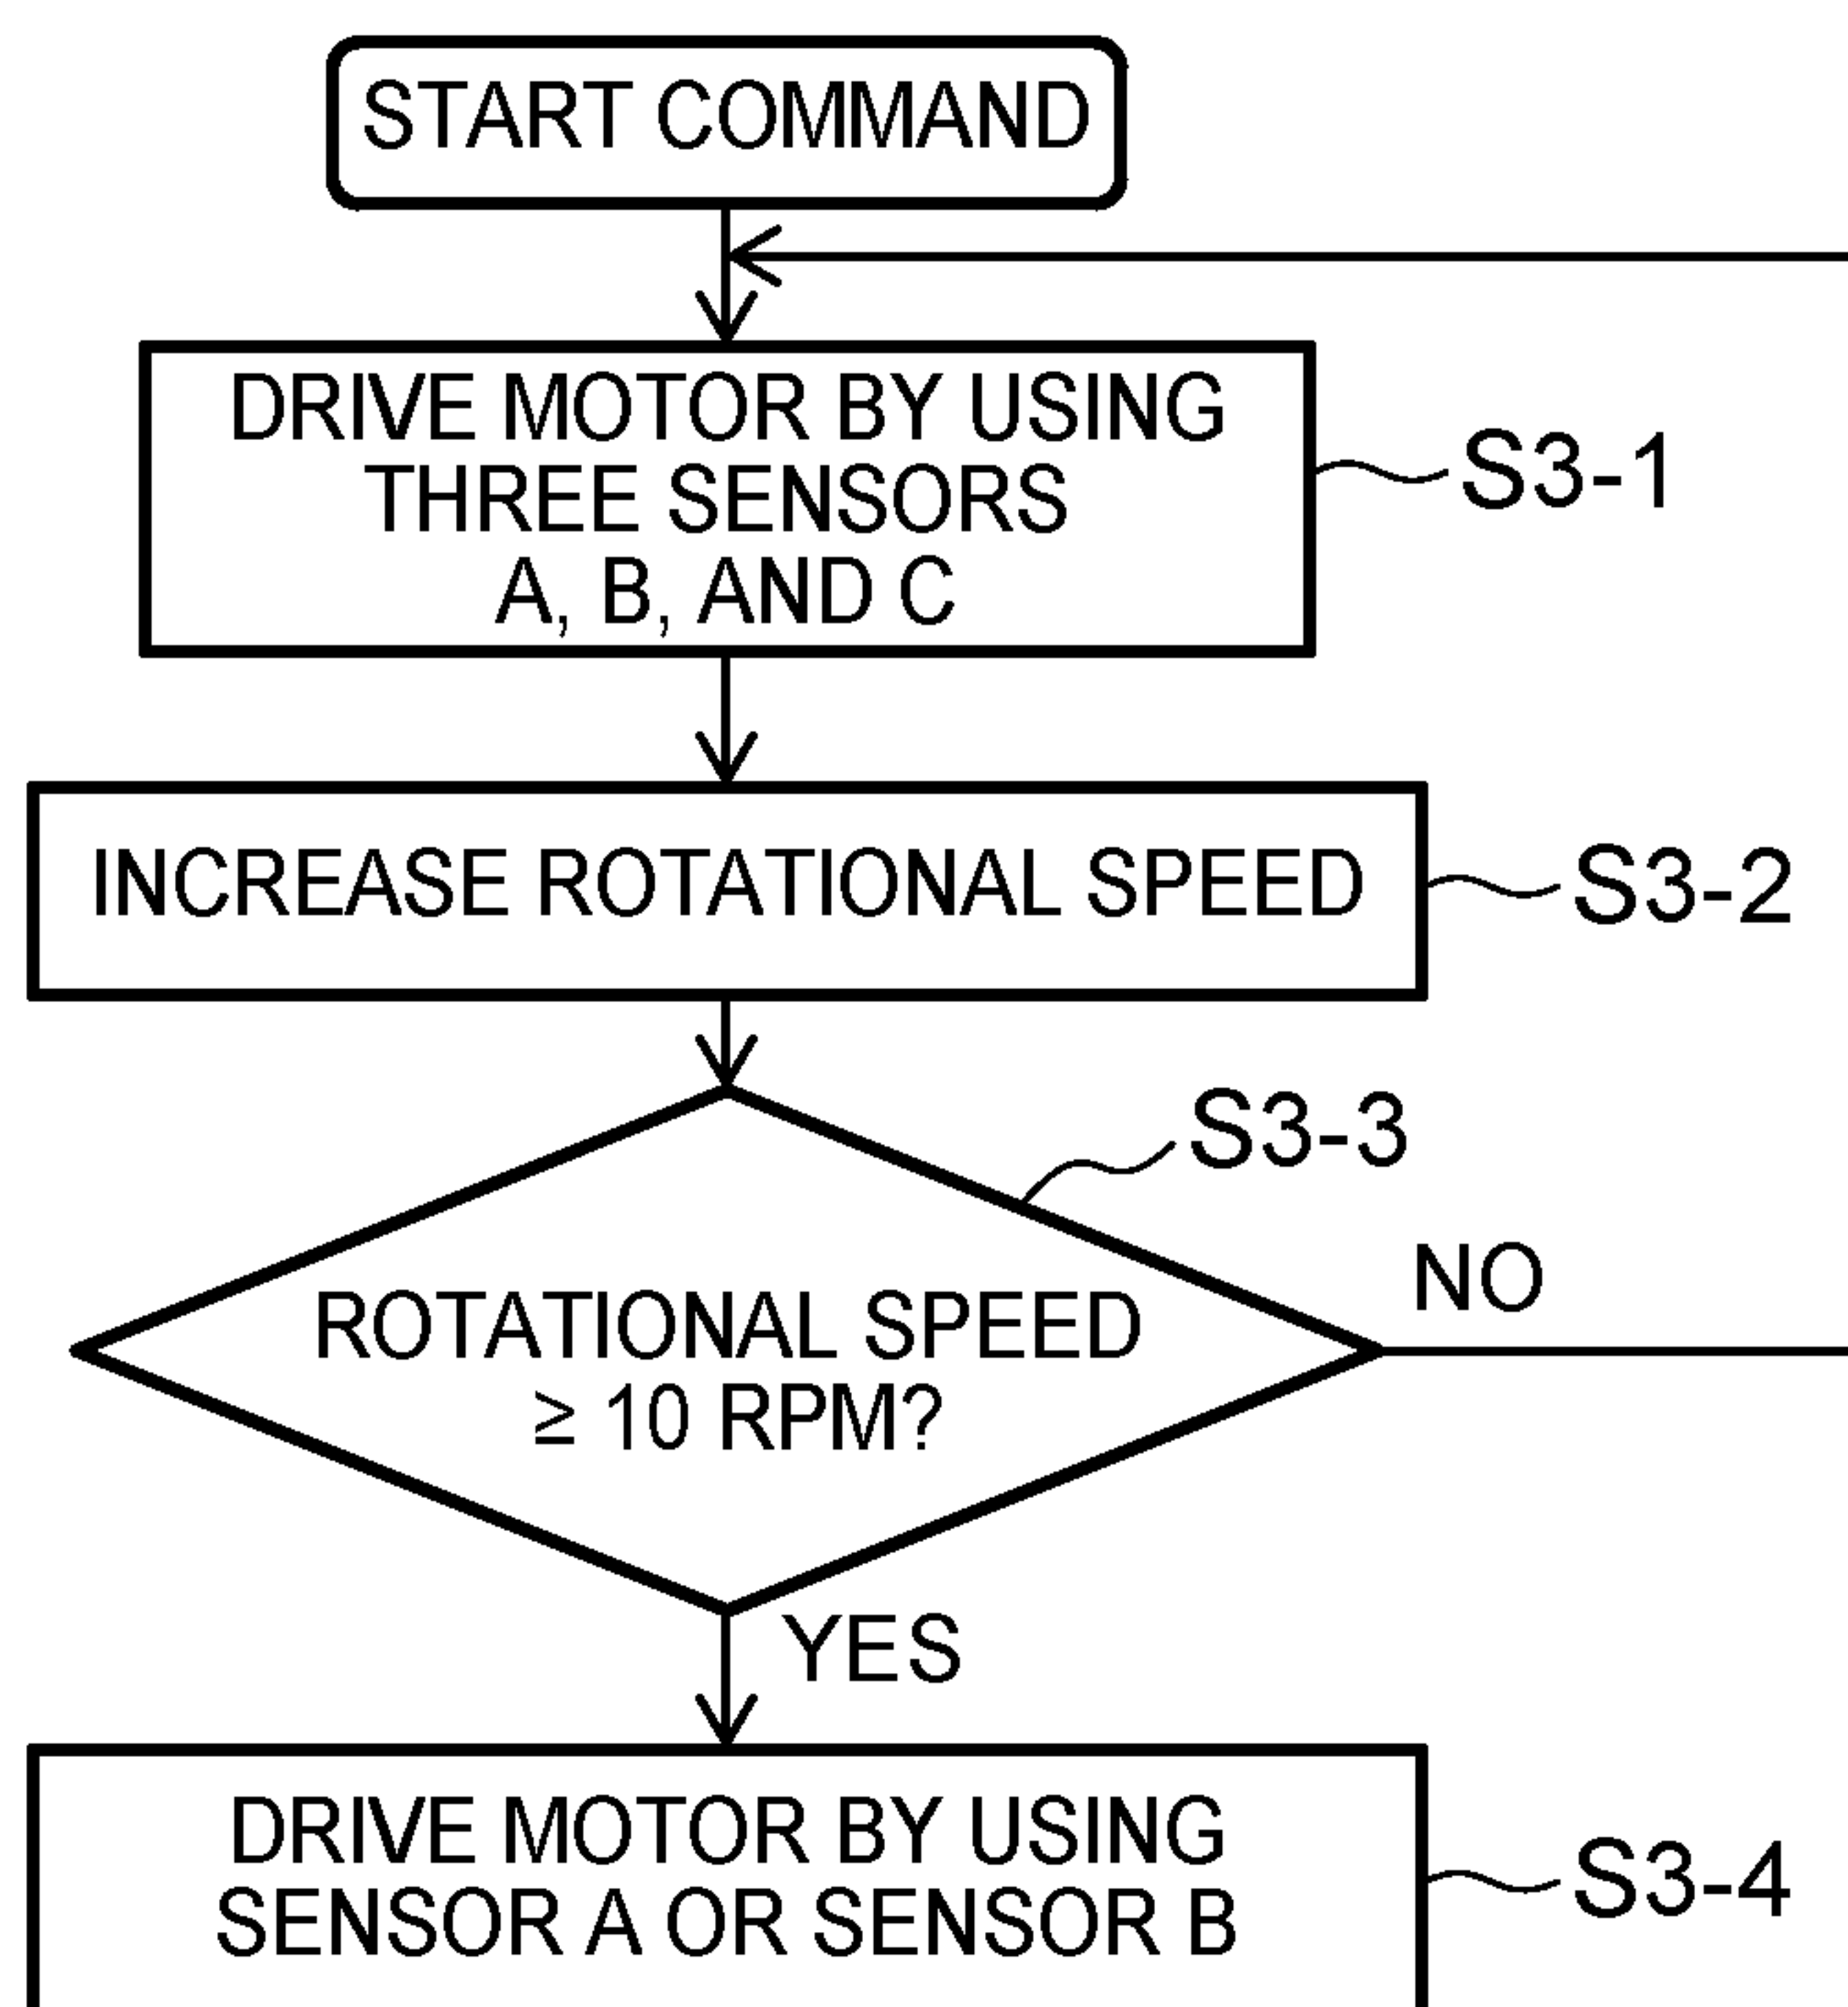 START COMMAND
DRIVE MOTOR BY USING
THREE SENSORS
A, B, AND C
S3-1
INCREASE ROTATIONAL SPEED
S3-2
S3-3
ROTATIONAL SPEED
≥ 10 RPM?
NO
YES
DRIVE MOTOR BY USING
SENSOR A OR SENSOR B
S3-4